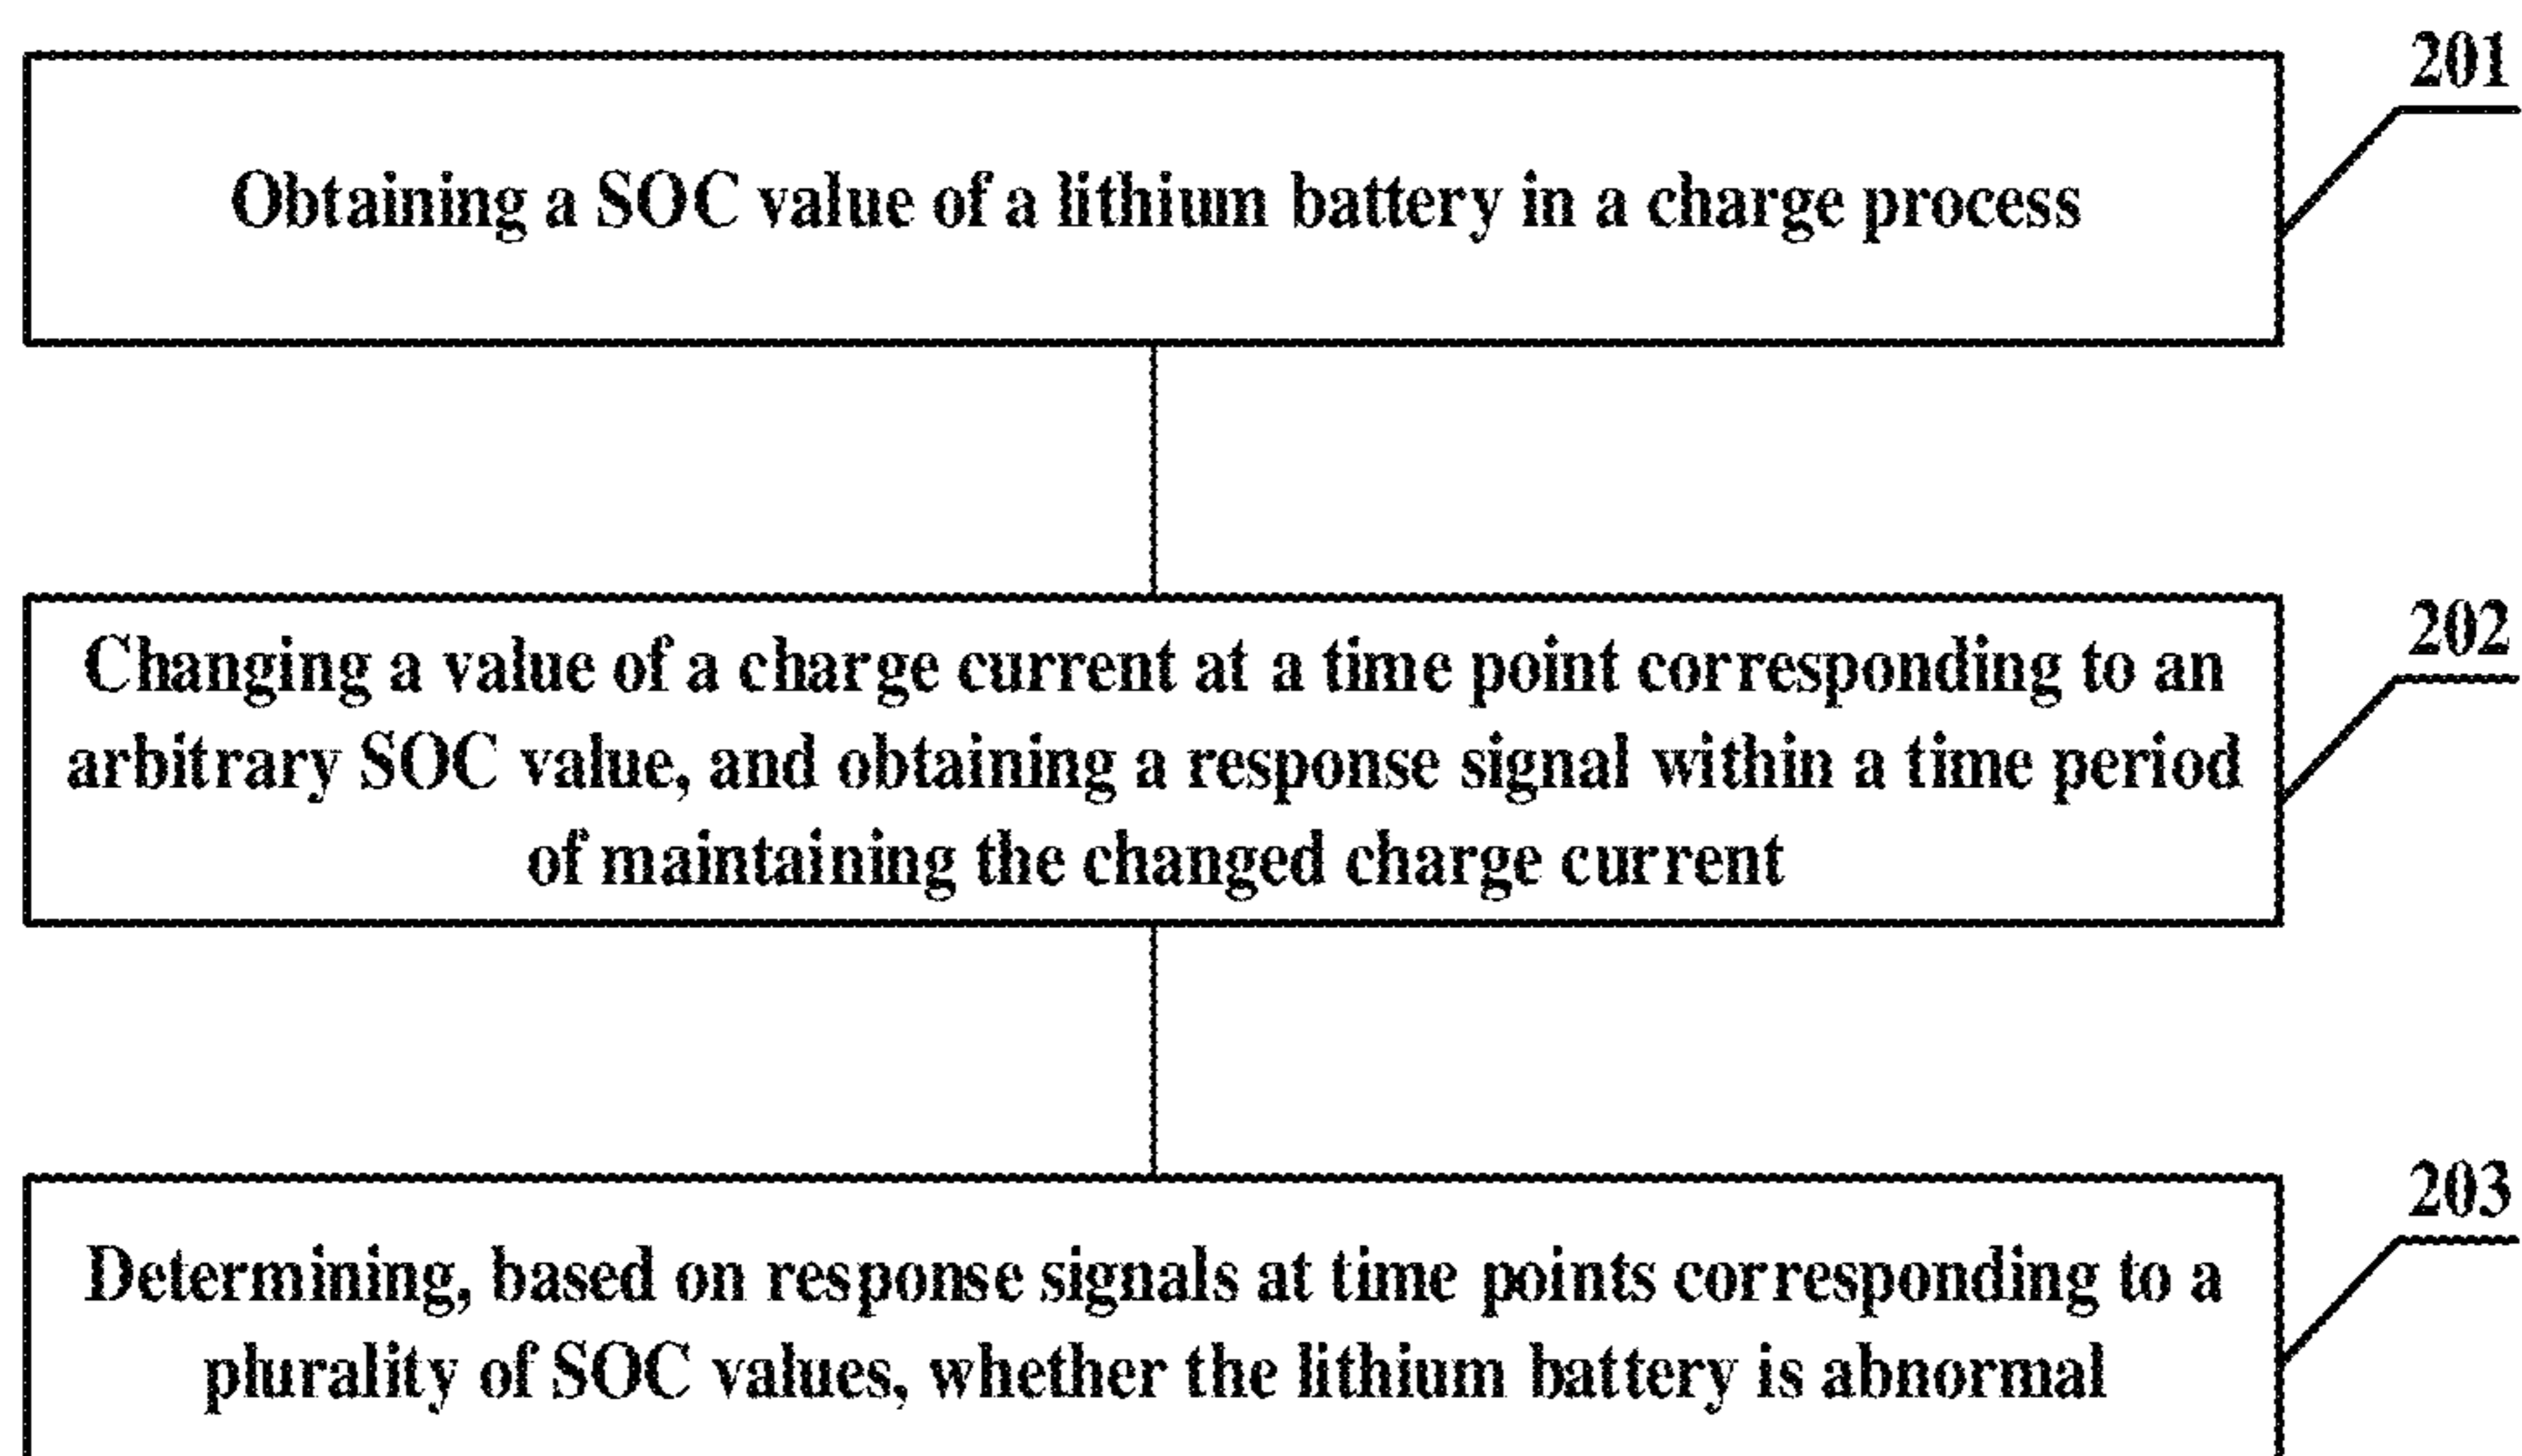 201
Obtaining a SOC value of a lithium battery in a charge process
202
Changing a value of a charge current at a time point corresponding to an
arbitrary SOC value, and obtaining a response signal within a time period
of maintaining the changed charge current
203
Determining, based on response signals at time points corresponding to a
plurality of SOC values, whether the lithium battery is abnormal